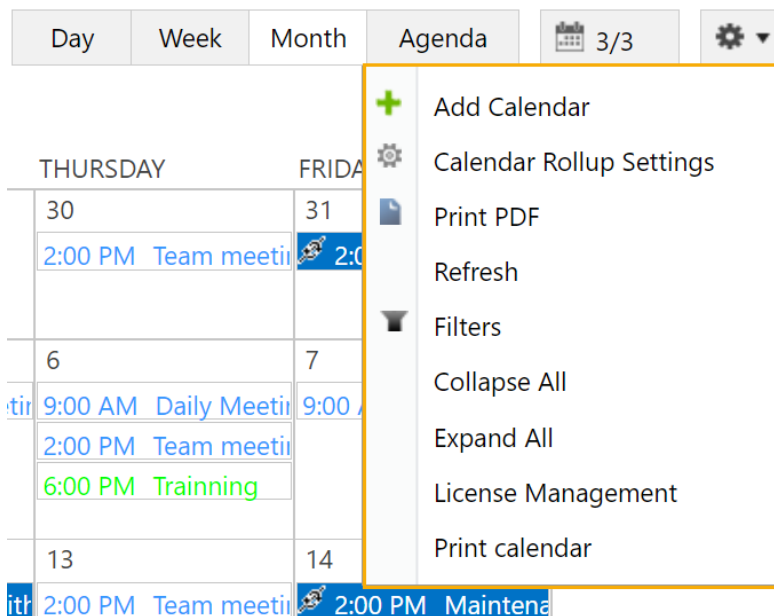 Day Week Month Agenda 3/3
Add Calendar
Calendar Rollup Settings
Print PDF
Refresh
Filters
Collapse All
Expand All
License Management
Print calendar
THURSDAY FRIDA
30 31
2:00 PM Team meeti 2:0
6 7
9:00 AM Daily Meeti 9:00
2:00 PM Team meeti
6:00 PM Trainning
13 14
ith 2:00 PM Team meeti 2:00 PM Maintena